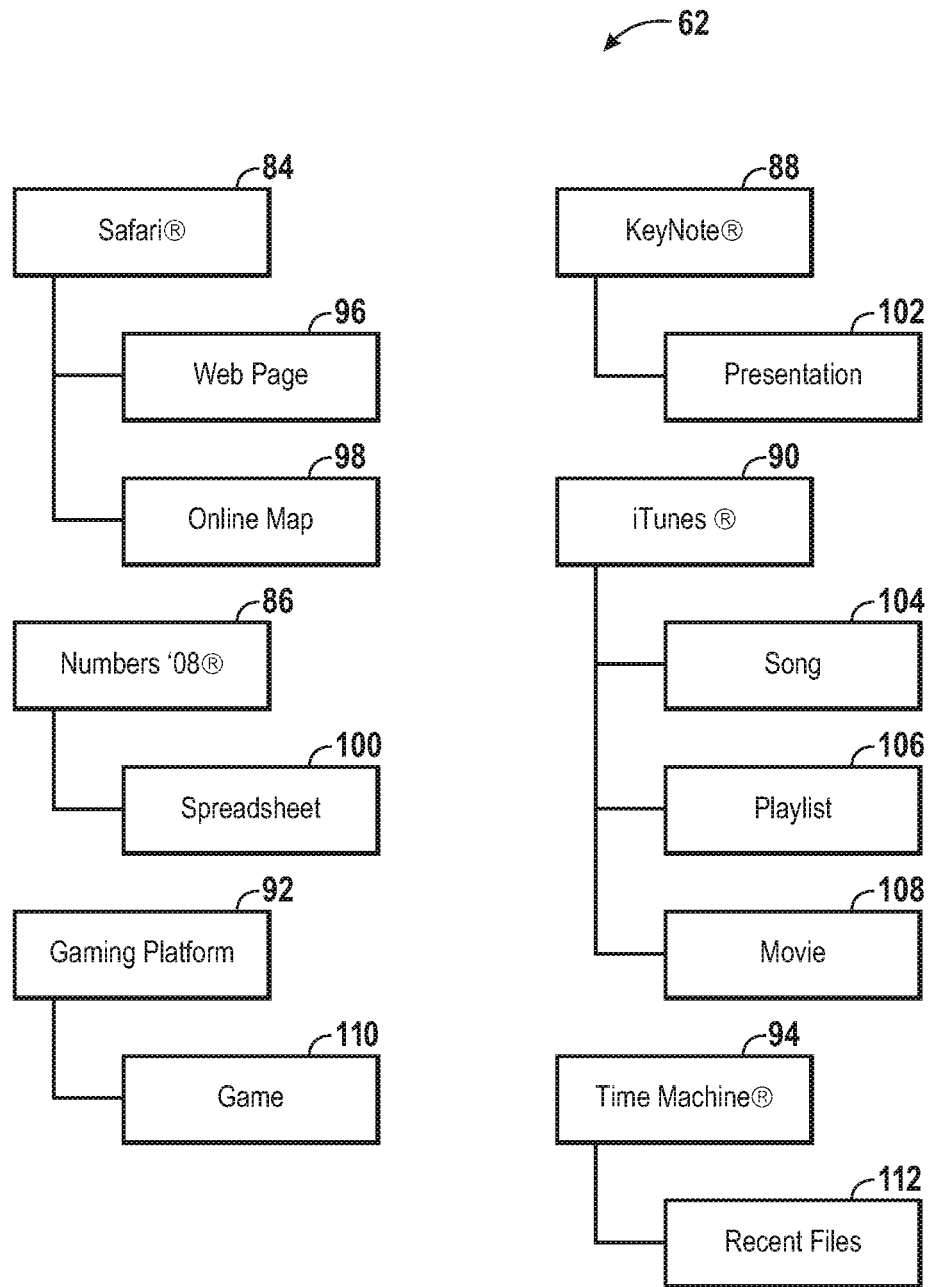 62
84
Safari®
96
Web Page
98
Online Map
86
Numbers '08®
100
Spreadsheet
92
Gaming Platform
110
Game
88
KeyNote®
102
Presentation
90
iTunes ®
104
Song
106
Playlist
108
Movie
94
Time Machine®
112
Recent Files